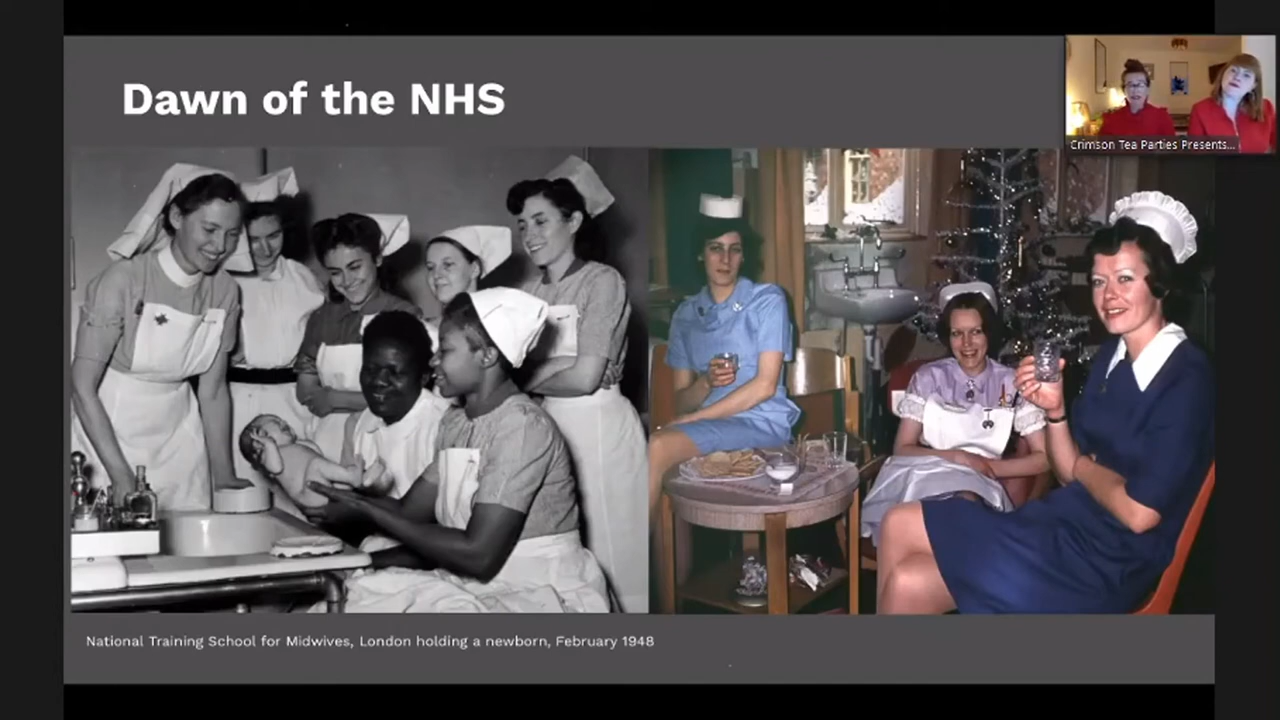 Dawn of the NHS
Crimson Tea Parties Presents...
National Training School for Midwives, London holding a newborn, February 1948